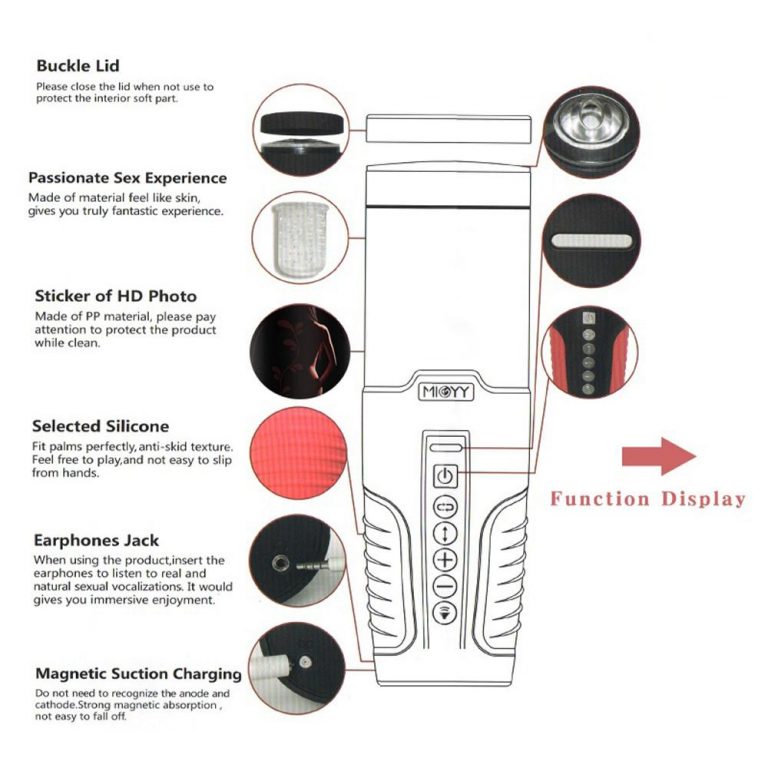 Buckle Lid
Please close the lid when not use to
protect the interior soft part.
Passionate Sex Experience
Made of material feel like skin,
gives you truly fantastic experience.
Sticker of HD Photo
Made of PP material, please pay
attention to protect the product
while clean.
MIOYY
Selected Silicone
Fit palms perfectly,anti-skid texture.
Feel free to play,and not easy to slip
from hands.
Function Display
Earphones Jack
When using the product,insert the
earphones to listen to real and
natural sexual vocalizations. It would
gives you immersive enjoyment.
Magnetic Suction Charging
Do not need to recognize the anode and
cathode.Strong magnetic absorption ,
not easy to fall off.